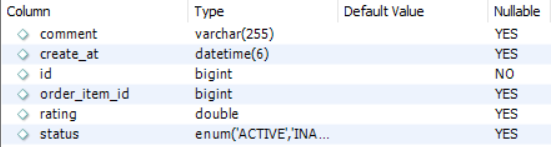 Column Type Default Value Nullable
comment varchar(255) YES
create_at datetime(6) YES
id bigint NO
order_item_id bigint YES
rating double YES
status enum('ACTIVE','INA... YES